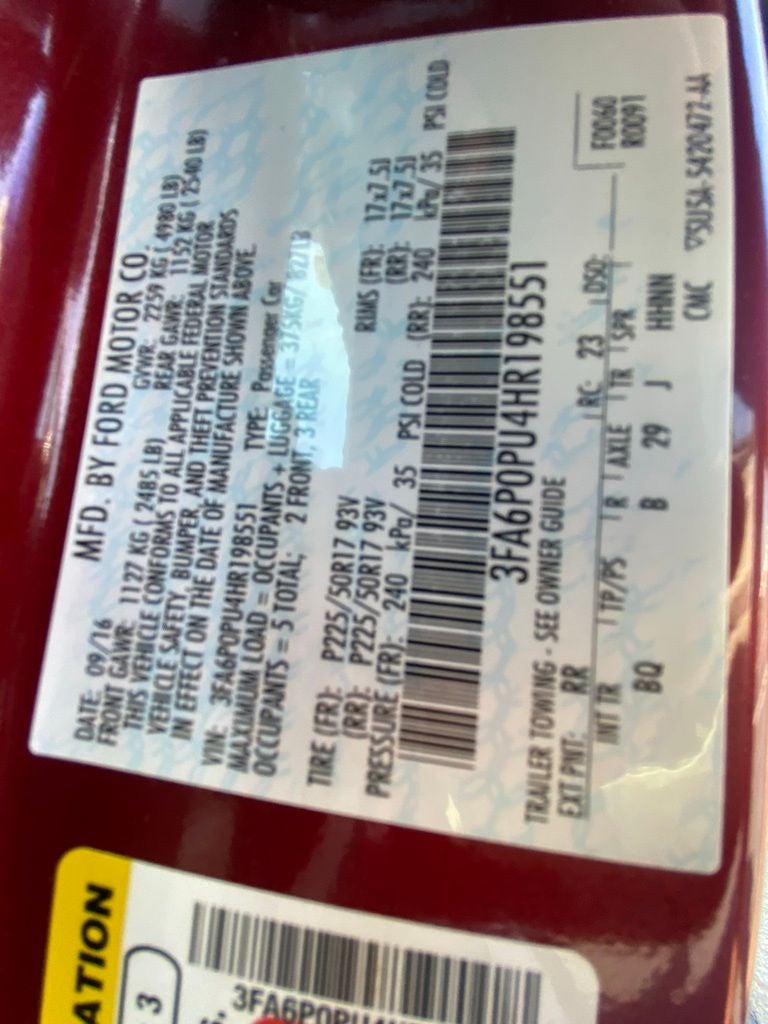 MFD. BY FORD MOTOR CO.
DATE: 09/16 GVWR: 2259 KG ( 4980 LB)
FRONT GAWR: 1127 KG ( 2485 LB) REAR GAWR: 1152 KG ( 2540 LB)
THIS VEHICLE CONFORMS TO ALL APPLICABLE FEDERAL MOTOR
VEHICLE SAFETY, BUMPER, AND THEFT PREVENTION STANDARDS
IN EFFECT ON THE DATE OF MANUFACTURE SHOWN ABOVE.
VIN: 3FA6P0PU4HR198551 TYPE: Passenger Car
MAXIMUM LOAD = OCCUPANTS + LUGGAGE = 375KG/
OCCUPANTS = 5 TOTAL; 2 FRONT, 3 REAR
TIRE (FR): P225/50R17 93V RIMS (FR): 17x7.5J
(RR): P225/50R17 93V (RR): 17x7.5J
PRESSURE (FR): 240 kPa/ 35 PSI COLD (RR): 240 kPa/ 35 PSI COLD
3FA6P0PU4HR198551
TRAILER TOWING - SEE OWNER GUIDE F0060
EXT PNT: RR RC: 23 DSO: R0091
INT TR TP/PS R AXLE TR SPR
BQ B 29 J HHNN
CMC ▽5U5A-5420472-AA
ATION
3
3FA6P0PU4H